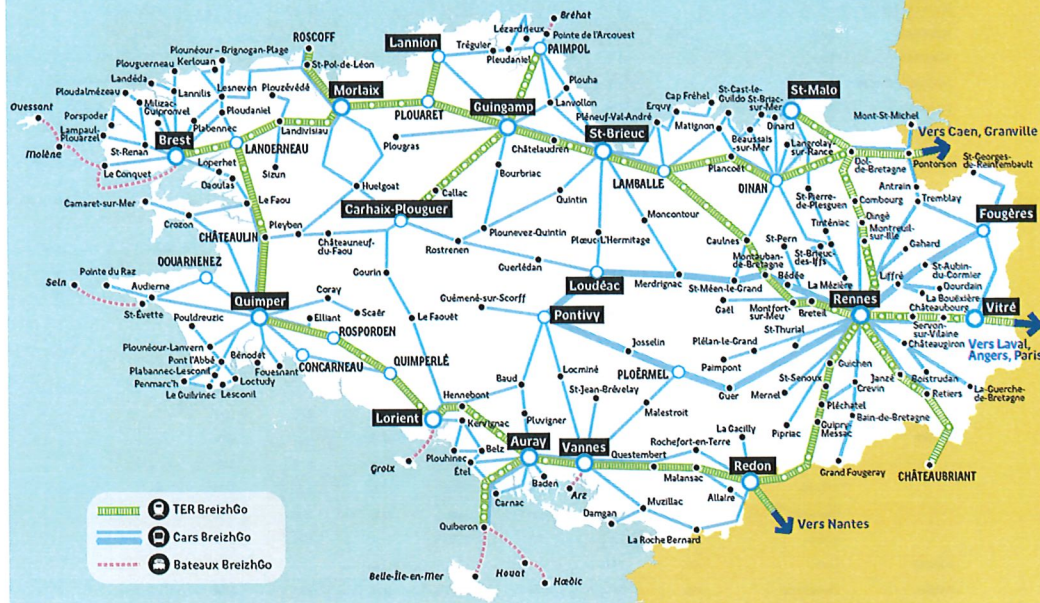 Bréhat
Lézardrieux
Pointe de l'Arcouest
ROSCOFF
Lannion
Tréguier
PAIMPOL
Pleudaniel
Plounéour - Brignogan-Plage
Plouguerneau
Kerlouan
St-Pol-de-Léon
Landéda
Lannilis
Lesneven
Plouzévédé
Morlaix
Plouha
Ploudalmézeau
Ploudaniel
Lanvollon
St-Cast-le-
Guildo
St-Briac-
sur-Mer
Cap Fréhel
St-Malo
Milizac-
Guipronvel
Guingamp
Pléneuf-Val-André
Erquy
Mont-St-Michel
Ouessant
Porspoder
Plabennec
PLOUARET
St-Brieuc
Matignon
Dinard
Vers Caen, Granville
Lampaul-
Plouarzel
Brest
Landivisiau
Beaussais
-sur-Mer
Langrolay-
sur-Rance
St-Renan
LANDERNEAU
Plougras
Châtelaudren
Pontorson
St-Georges-
de-Reintembault
Molène
Loperhet
Bourbriac
Plancoët
Dol-
de-Bretagne
Le Conquet
Sizun
LAMBALLE
DINAN
Antrain
Daoulas
Huelgoat
Callac
Quintin
St-Pierre-
de-Plesguen
Combourg
Tremblay
Camaret-sur-Mer
Le Faou
Carhaix-Plouguer
Moncontour
Dingé
Fougères
Crozon
Pleyben
Plounevez-Quintin
Tinténiac
Montreuil-
sur-Ille
CHÂTEAULIN
Châteauneuf-
du-Faou
Rostrenen
Plœuc-L'Hermitage
Caulnes
St-Pern
St-Brieuc-
des-Iffs
Gahard
DOUARNENEZ
Gourin
Guerlédan
Montauban-
de-Bretagne
Bédée
Liffré
St-Aubin-
du-Cormier
Pointe du Raz
Loudéac
Merdrignac
St-Méen-le-Grand
La Mézière
Dourdain
Sein
Audierne
Quimper
Coray
Guémené-sur-Scorff
Gaël
Rennes
La Bouëxière
St-Evette
Scaër
Le Faouët
Pontivy
Montfort-
sur-Meu
Breteil
Châteaubourg
Vitré
Pouldreuzic
Elliant
ROSPORDEN
St-Thurial
Servon-
sur-Vilaine
Plounéour-Lanvern
Josselin
Plélan-le-Grand
Châteaugiron
Vers Laval,
Angers, Paris
Pont l'Abbé
Bénodet
QUIMPERLÉ
Paimpont
Guichen
Plabannec-Lesconil
Fouesnant
CONCARNEAU
Locminé
PLOËRMEL
St-Senoux
Janzé
Boistrudan
Penmarc'h
Loctudy
Baud
St-Jean-Brévelay
Guer
Mernel
Crevin
Retiers
La-Guerche-
de-Bretagne
Le Guilvinec
Lesconil
Hennebont
Malestroit
Pléchatel
Lorient
Kervignac
Pluvigner
La Gacilly
Pipriac
Guipry-
Messac
Bain-de-Bretagne
Auray
Vannes
Rochefort-en-Terre
Plouhinec
Belz
Questembert
Redon
Grand Fougeray
CHÂTEAUBRIANT
Groix
Étel
Malansac
Baden
Arz
Allaire
Carnac
Muzillac
TER BreizhGo
Damgan
Vers Nantes
Quiberon
Cars BreizhGo
La Roche Bernard
Bateaux BreizhGo
Houat
Belle-Île-en-Mer
Hœdic